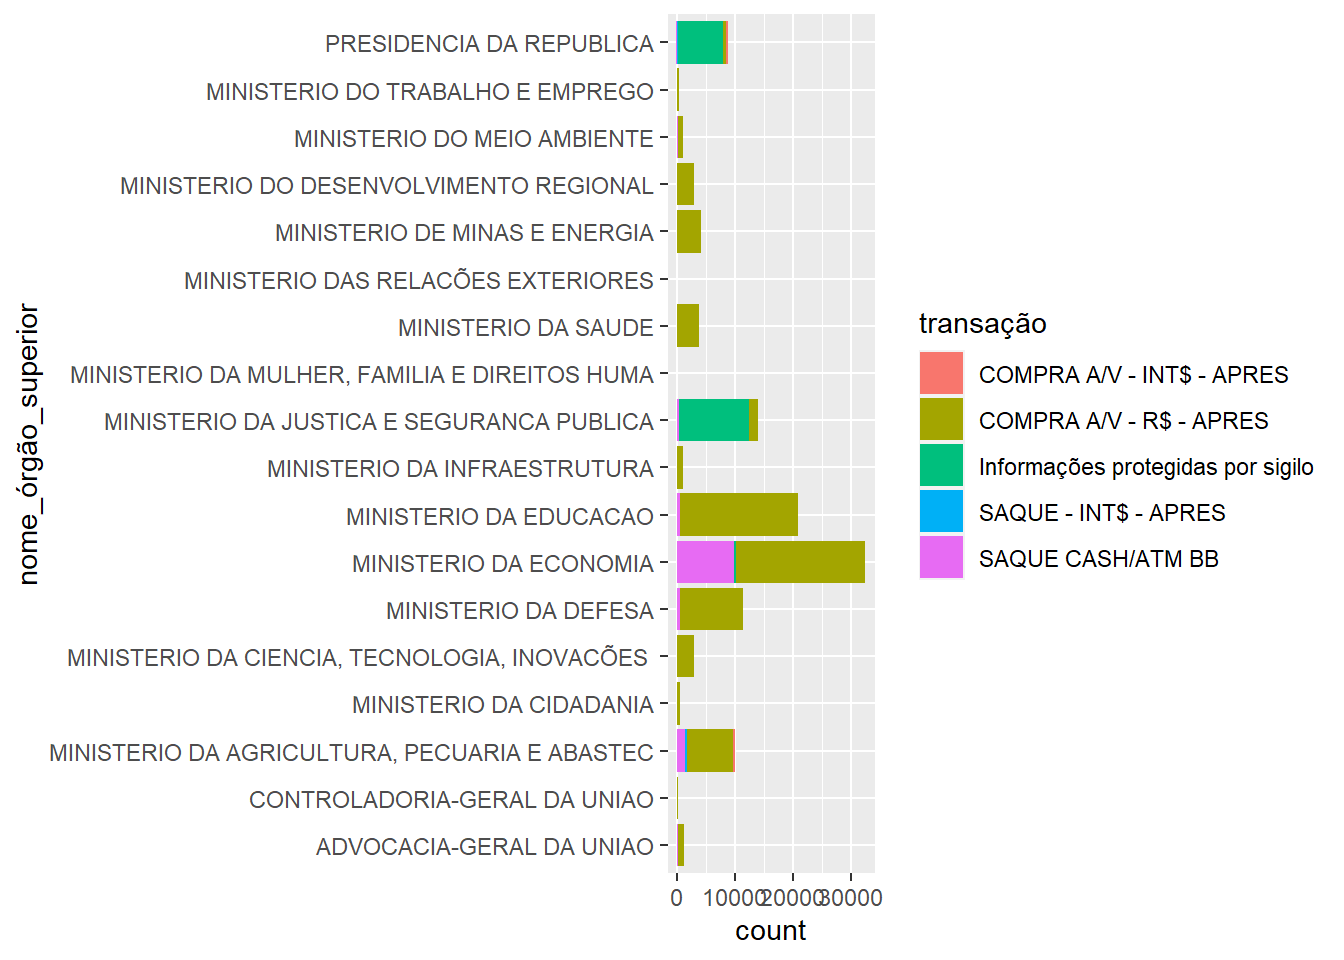 PRESIDENCIA DA REPUBLICA
MINISTERIO DO TRABALHO E EMPREGO
MINISTERIO DO MEIO AMBIENTE
MINISTERIO DO DESENVOLVIMENTO REGIONAL
MINISTERIO DE MINAS E ENERGIA
MINISTERIO DAS RELACÕES EXTERIORES
MINISTERIO DA SAUDE
MINISTERIO DA MULHER, FAMILIA E DIREITOS HUMA
MINISTERIO DA JUSTICA E SEGURANCA PUBLICA
MINISTERIO DA INFRAESTRUTURA
MINISTERIO DA EDUCACAO
MINISTERIO DA ECONOMIA
MINISTERIO DA DEFESA
MINISTERIO DA CIENCIA, TECNOLOGIA, INOVACÕES
MINISTERIO DA CIDADANIA
MINISTERIO DA AGRICULTURA, PECUARIA E ABASTEC
CONTROLADORIA-GERAL DA UNIAO
ADVOCACIA-GERAL DA UNIAO
nome_órgão_superior
0 10000 20000 30000
count
transação
COMPRA A/V - INT$ - APRES
COMPRA A/V - R$ - APRES
Informações protegidas por sigilo
SAQUE - INT$ - APRES
SAQUE CASH/ATM BB